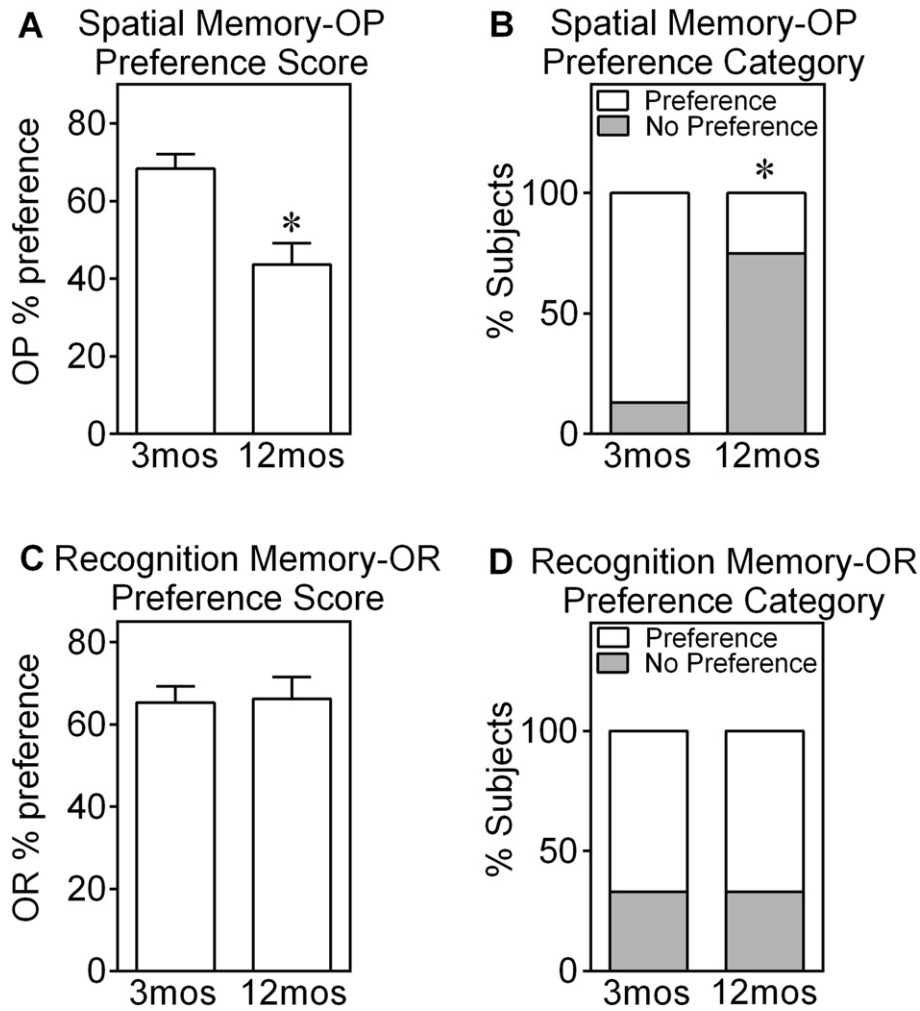 A Spatial Memory-OP
Preference Score
OP % preference
80
60
40
20
0
*
3mos 12mos
B Spatial Memory-OP
Preference Category
Preference
No Preference
% Subjects
100
50
0
*
3mos 12mos
C Recognition Memory-OR
Preference Score
OR % preference
80
60
40
20
0
3mos 12mos
D Recognition Memory-OR
Preference Category
Preference
No Preference
% Subjects
100
50
0
3mos 12mos